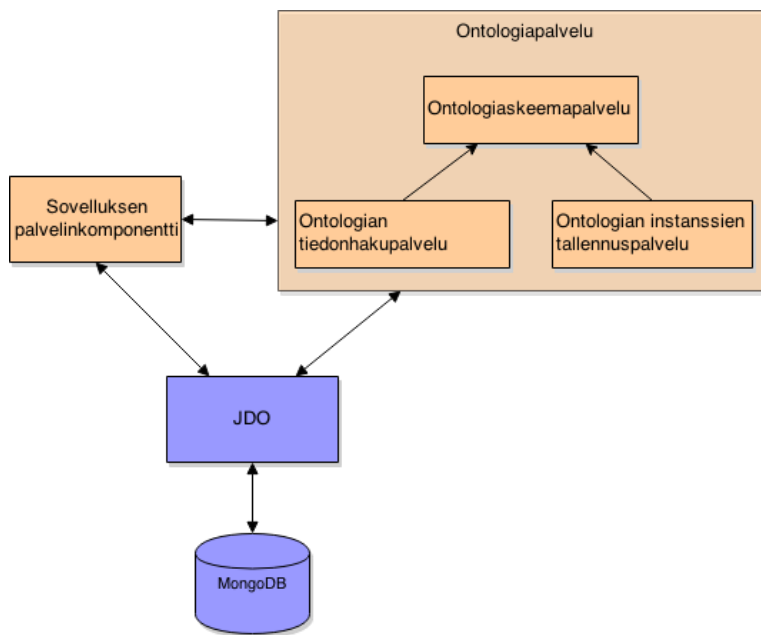 Ontologiapalvelu
Ontologiaskeemapalvelu
Sovelluksen
palvelinkomponentti
Ontologian
tiedonhakupalvelu
Ontologian instanssien
tallennuspalvelu
JDO
MongoDB